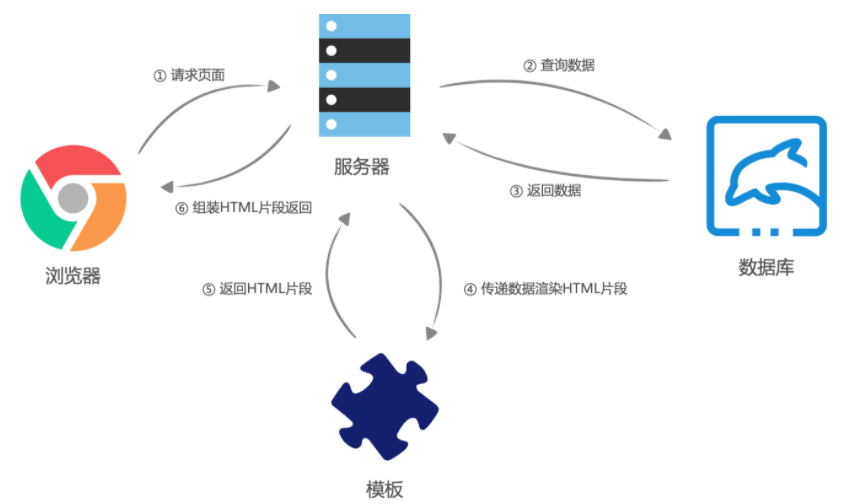 ① 请求页面
② 查询数据
服务器
③ 返回数据
⑥ 组装HTML片段返回
浏览器
数据库
⑤ 返回HTML片段
④ 传递数据渲染HTML片段
模板